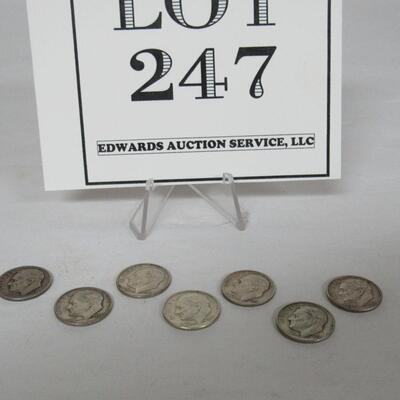 LOT
247
EDWARDS AUCTION SERVICE, LLC